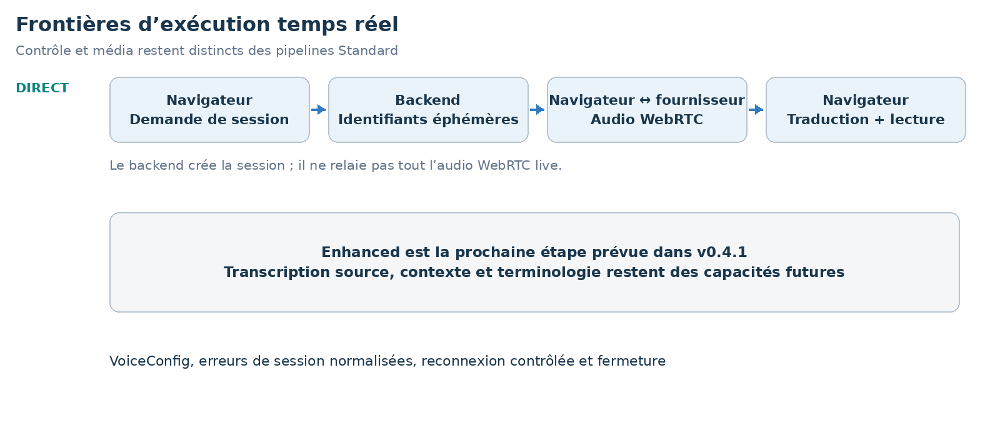 Frontières d’exécution temps réel
Contrôle et média restent distincts des pipelines Standard
DIRECT
Navigateur
Demande de session
Backend
Identifiants éphémères
Navigateur ↔ fournisseur
Audio WebRTC
Navigateur
Traduction + lecture
Le backend crée la session ; il ne relaie pas tout l’audio WebRTC live.
Enhanced est la prochaine étape prévue dans v0.4.1
Transcription source, contexte et terminologie restent des capacités futures
VoiceConfig, erreurs de session normalisées, reconnexion contrôlée et fermeture